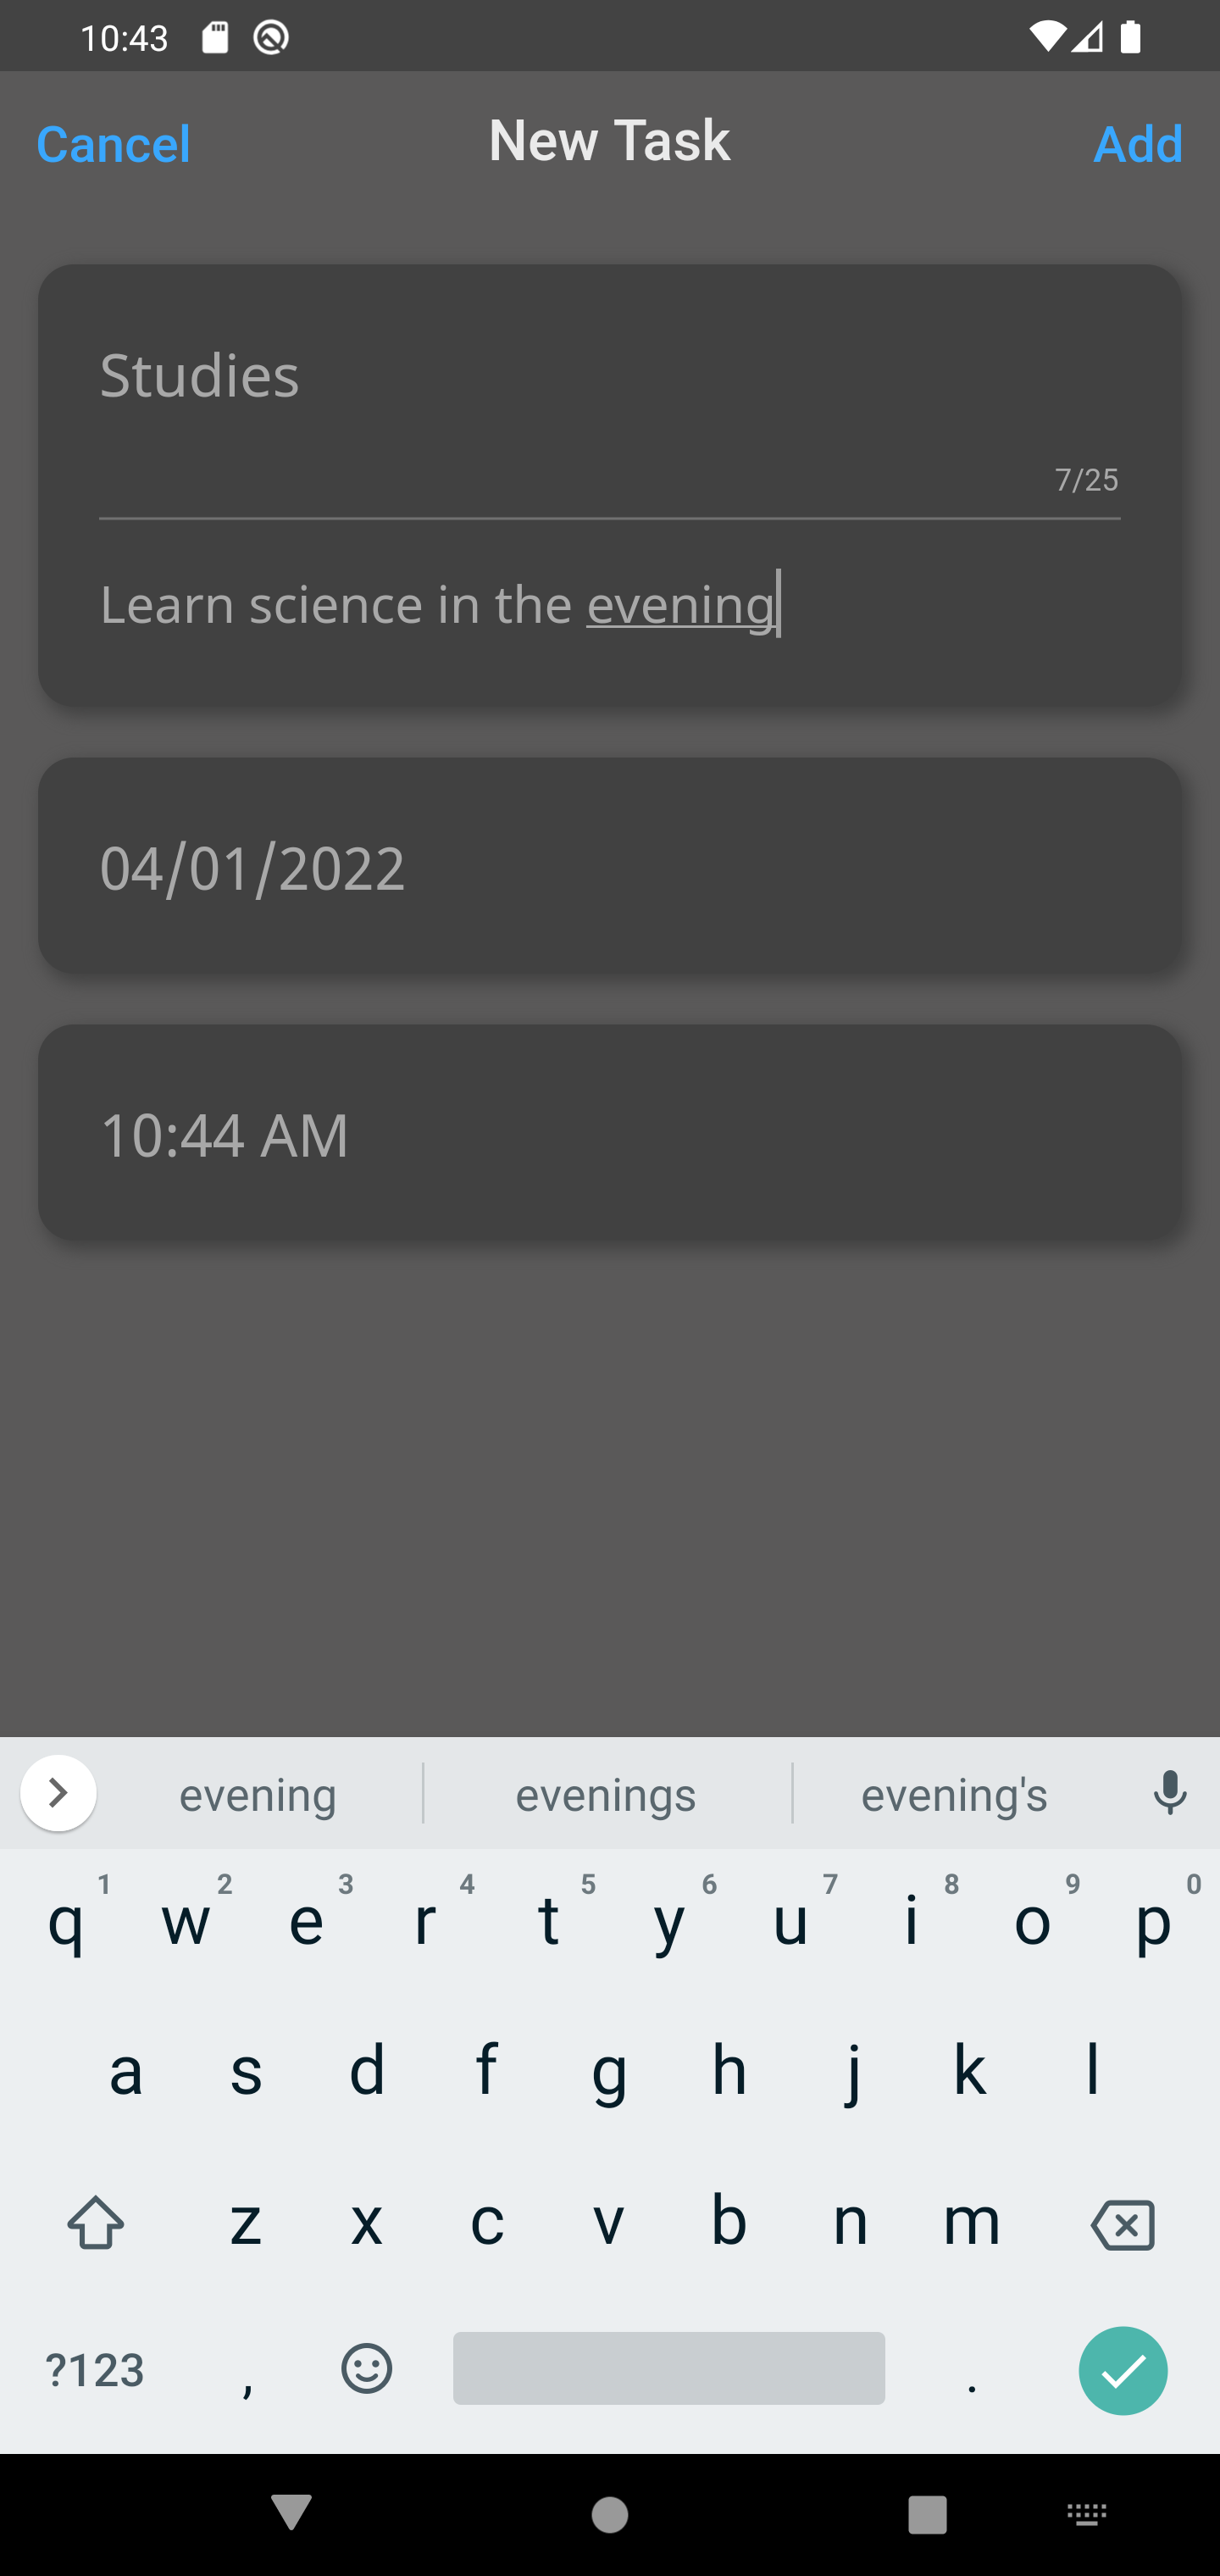 10:43
Cancel New Task Add
Studies
7/25
Learn science in the evening
04/01/2022
10:44 AM
evening evenings evening's
q 1 w 2 e 3 r 4 t 5 y 6 u 7 i 8 o 9 p 0
a s d f g h j k l
z x c v b n m
?123 , .